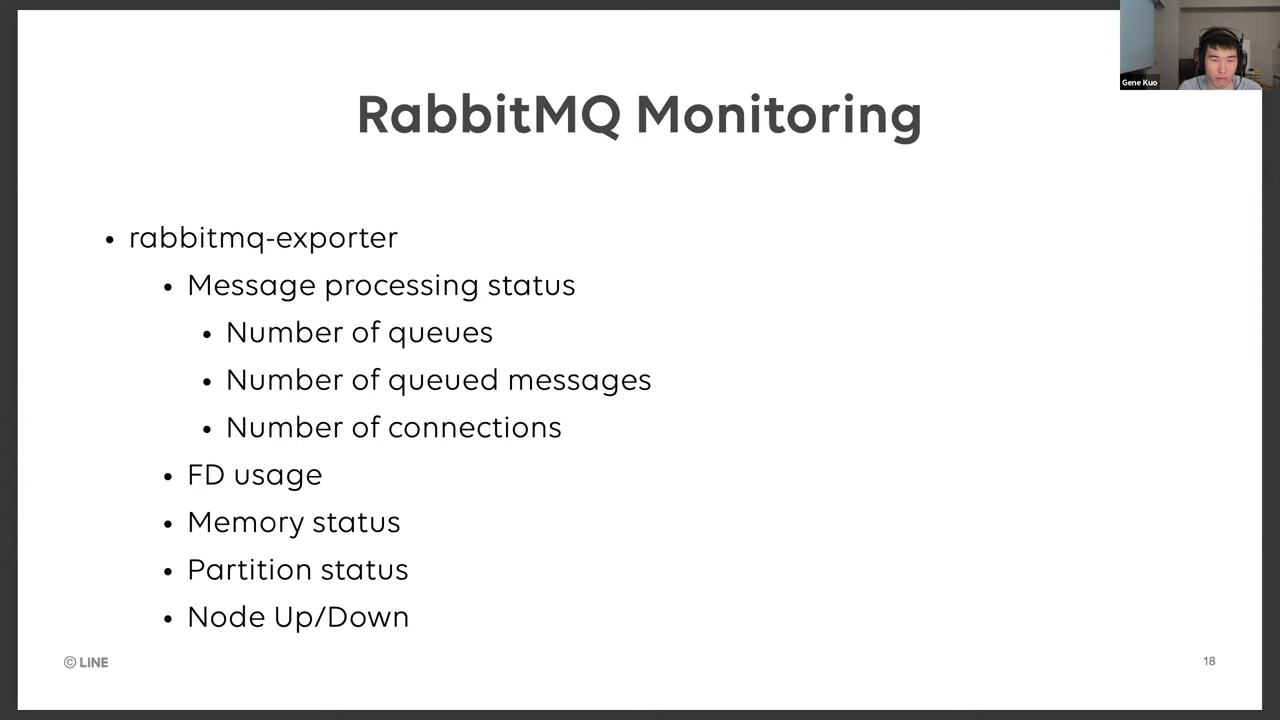 RabbitMQ Monitoring
Gene Kuo
• rabbitmq-exporter
• Message processing status
• Number of queues
• Number of queued messages
• Number of connections
• FD usage
• Memory status
• Partition status
• Node Up/Down
© LINE
18